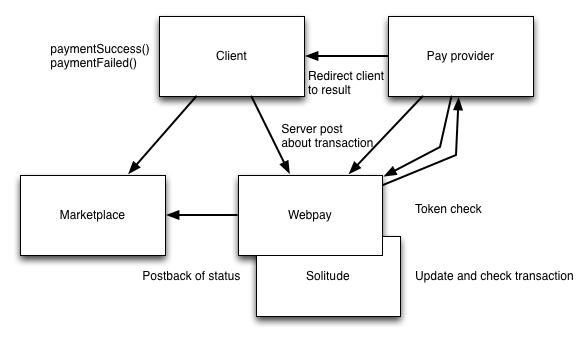 paymentSuccess()
paymentFailed()
Client
Pay provider
Redirect client
to result
Server post
about transaction
Marketplace
Webpay
Token check
Postback of status
Solitude
Update and check transaction